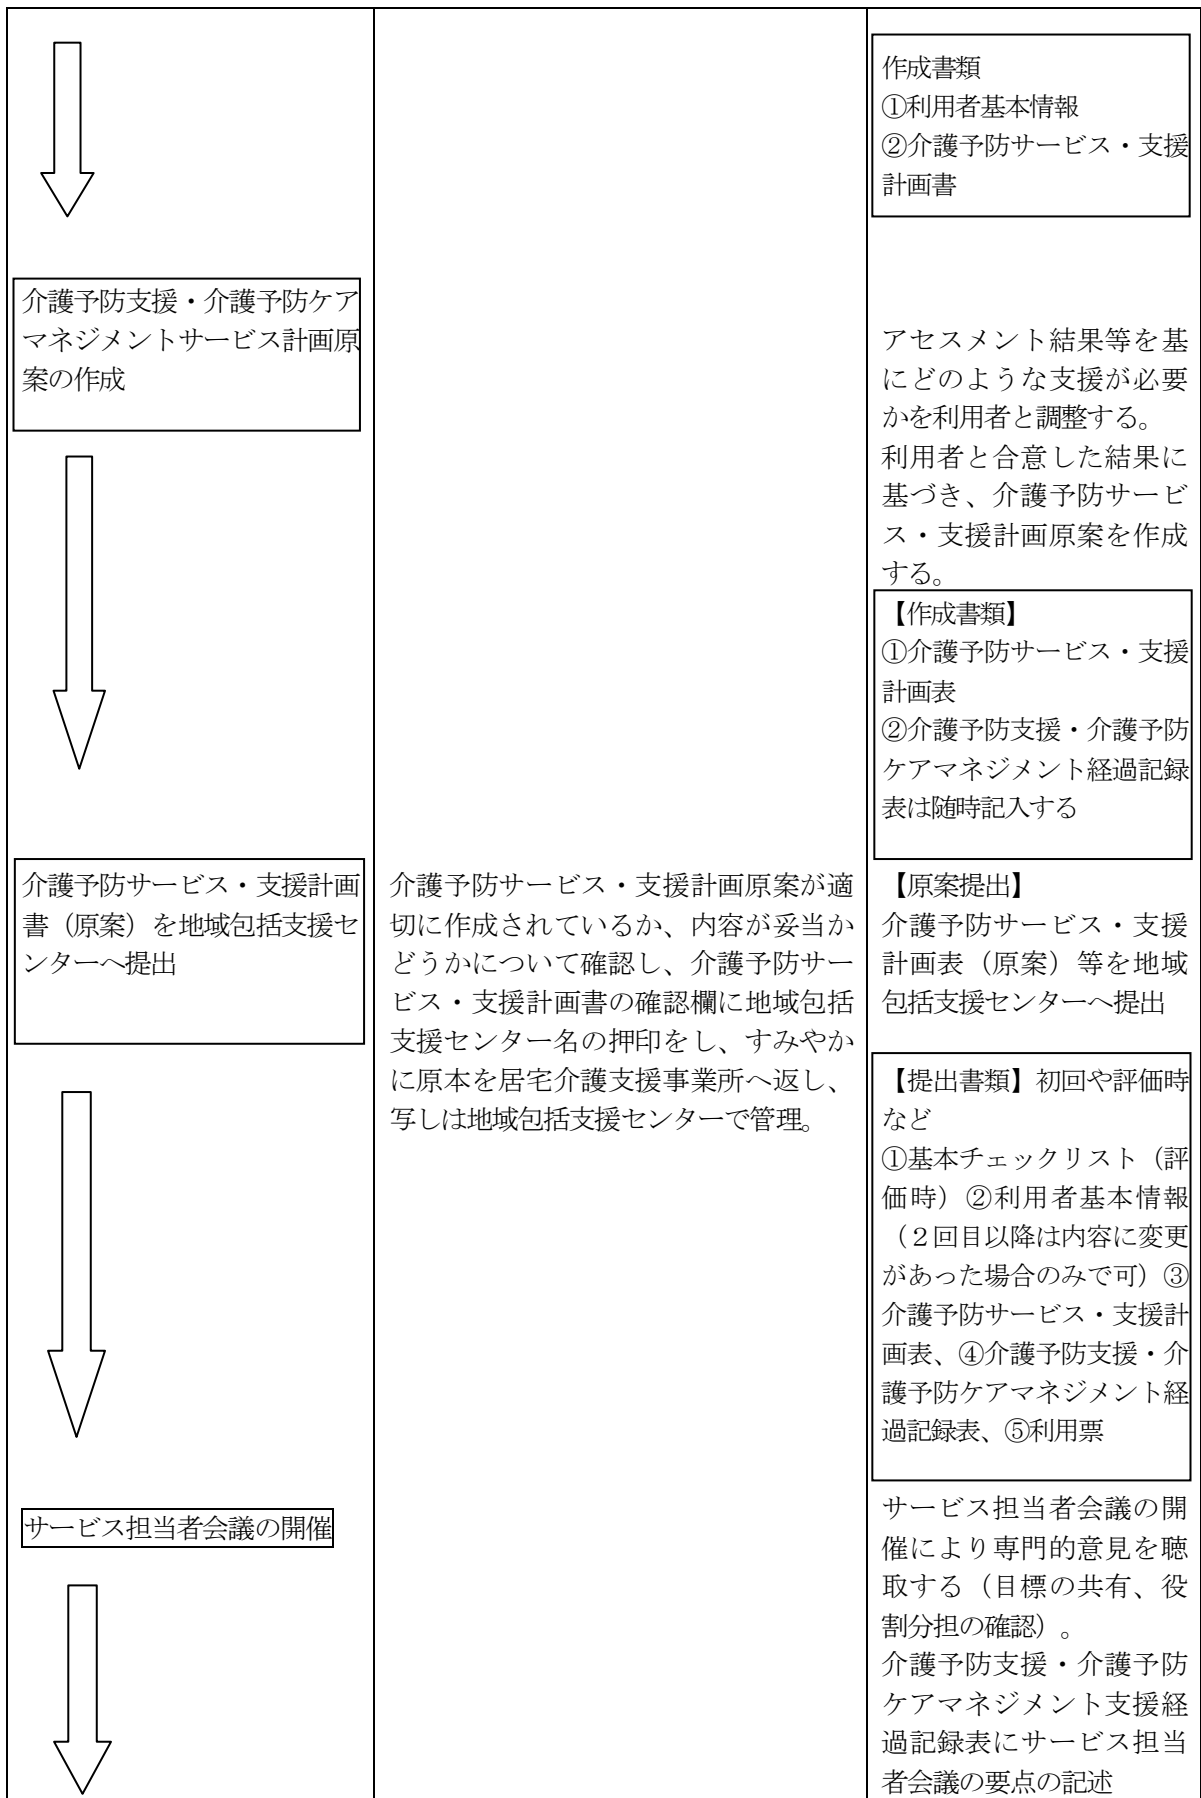 作成書類
①利用者基本情報
②介護予防サービス・支援
計画書
介護予防支援・介護予防ケア
マネジメントサービス計画原
案の作成
アセスメント結果等を基
にどのような支援が必要
かを利用者と調整する。
利用者と合意した結果に
基づき、介護予防サービ
ス・支援計画原案を作成
する。
【作成書類】
①介護予防サービス・支援
計画表
②介護予防支援・介護予防
ケアマネジメント経過記録
表は随時記入する
介護予防サービス・支援計画
書（原案）を地域包括支援セ
ンターへ提出
介護予防サービス・支援計画原案が適
切に作成されているか、内容が妥当か
どうかについて確認し、介護予防サー
ビス・支援計画書の確認欄に地域包括
支援センター名の押印をし、すみやか
に原本を居宅介護支援事業所へ返し、
写しは地域包括支援センターで管理。
【原案提出】
介護予防サービス・支援
計画表（原案）等を地域
包括支援センターへ提出
【提出書類】初回や評価時
など
①基本チェックリスト（評
価時）②利用者基本情報
（２回目以降は内容に変更
があった場合のみで可）③
介護予防サービス・支援計
画表、④介護予防支援・介
護予防ケアマネジメント経
過記録表、⑤利用票
サービス担当者会議の開催
サービス担当者会議の開
催により専門的意見を聴
取する（目標の共有、役
割分担の確認）。
介護予防支援・介護予防
ケアマネジメント支援経
過記録表にサービス担当
者会議の要点の記述